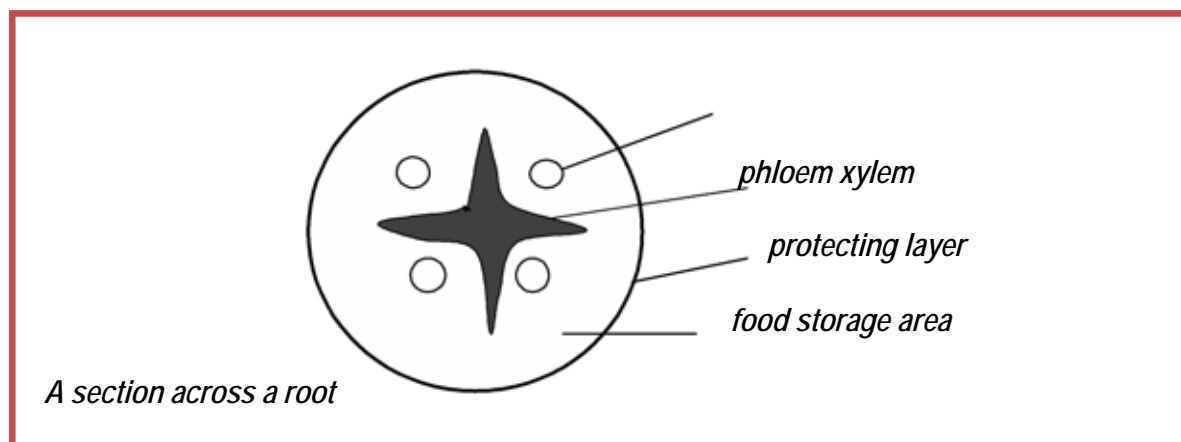 phloem xylem
protecting layer
food storage area
A section across a root